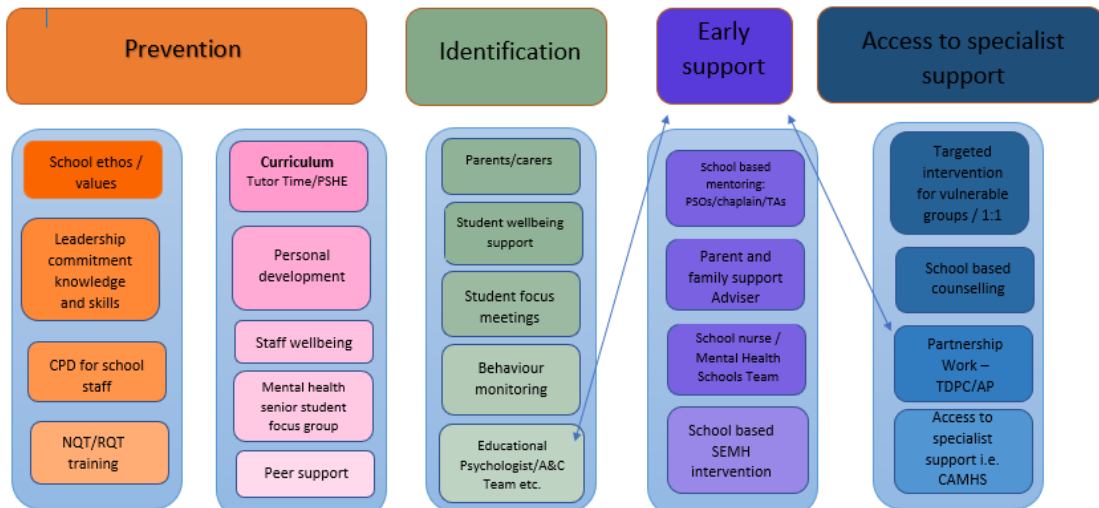 Prevention
Identification
Early
support
Access to specialist
support
School ethos /
values
Leadership
commitment
knowledge
and skills
CPD for school
staff
NQT/RQT
training
Curriculum
Tutor Time/PSHE
Personal
development
Staff wellbeing
Mental health
senior student
focus group
Peer support
Parents/carers
Student wellbeing
support
Student focus
meetings
Behaviour
monitoring
Educational
Psychologist/A&C
Team etc.
School based
mentoring:
PSOs/chaplain/TAs
Parent and
family support
Adviser
School nurse /
Mental Health
Schools Team
School based
SEMH
intervention
Targeted
intervention
for vulnerable
groups / 1:1
School based
counselling
Partnership
Work –
TDPC/AP
Access to
specialist
support i.e.
CAMHS